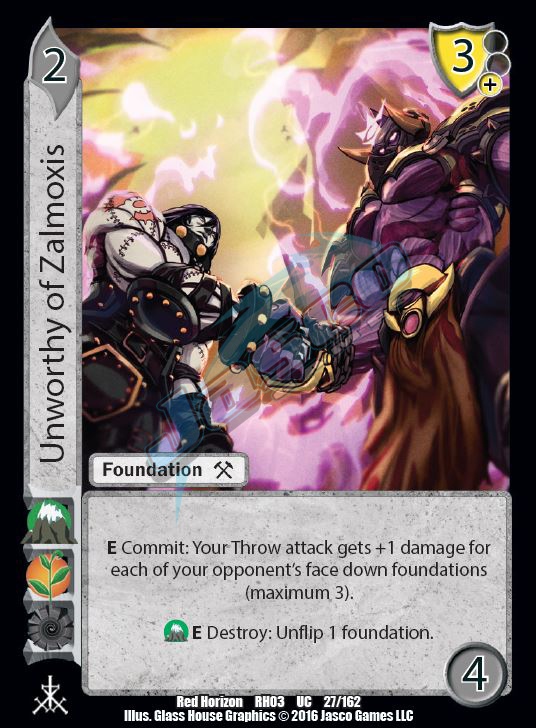 2
3
+
Unworthy of Zalmoxis
Foundation
E Commit: Your Throw attack gets +1 damage for
each of your opponent's face down foundations
(maximum 3).
E Destroy: Unflip 1 foundation.
4
Red Horizon RH03 UC 27/162
Illus. Glass House Graphics © 2016 Jasco Games LLC